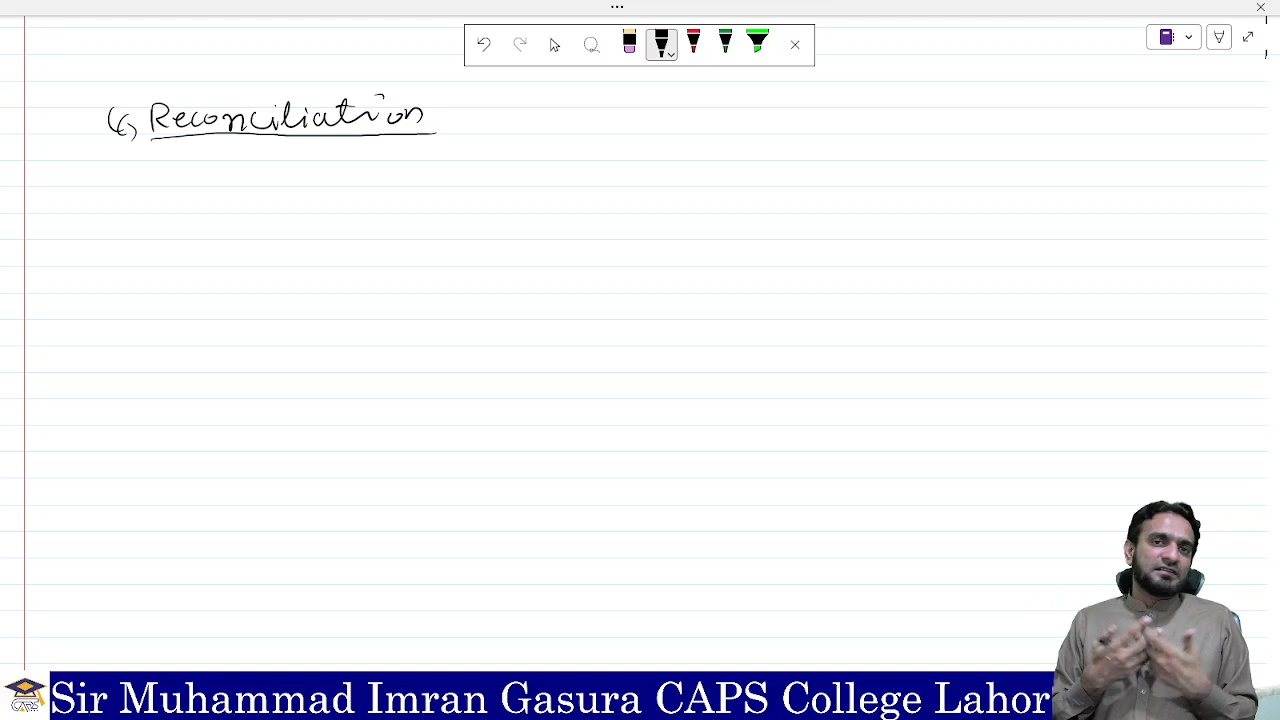 (6) Reconciliation
Sir Muhammad Imran Gasura CAPS College Lahor